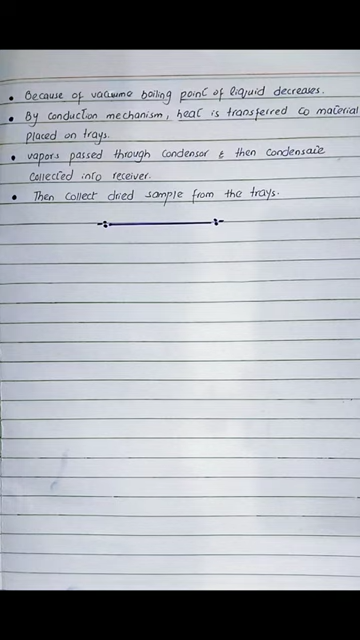 • Because of vacuume boiling point of liquid decreases.
• By conduction mechanism, heat is transferred to material
placed on trays.
• vapors passed through condensor & then condensate
collected into receiver.
• Then collect dried sample from the trays.